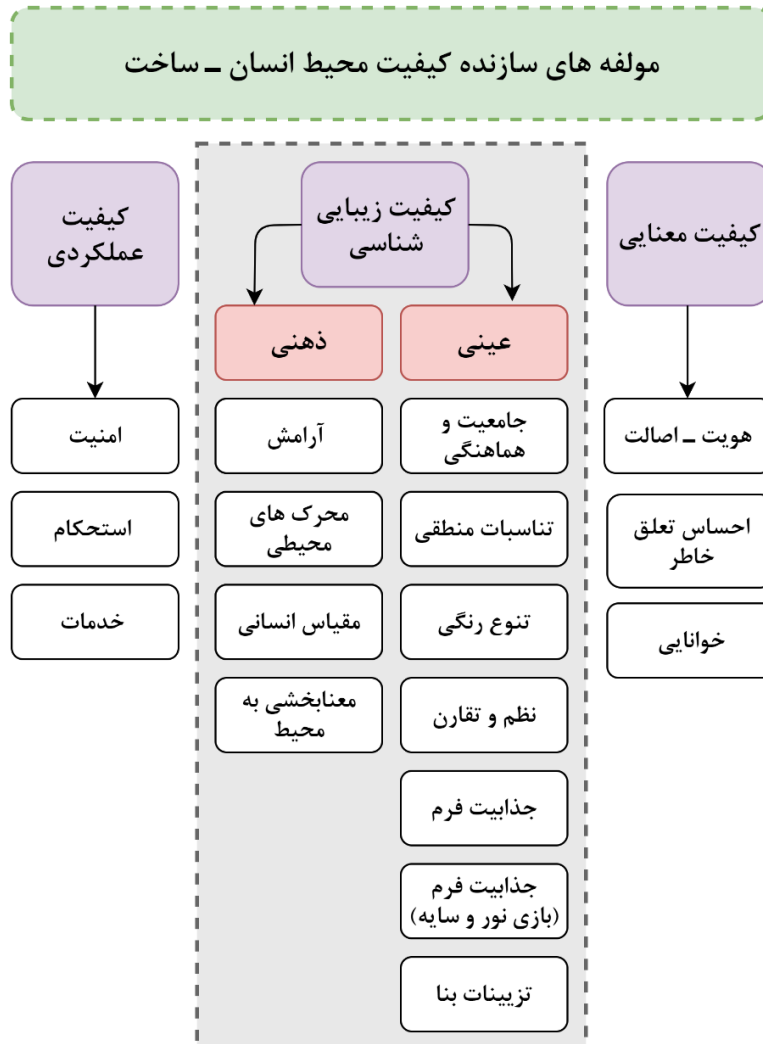 مولفه های سازنده کیفیت محیط انسان ــ ساخت
کیفیت معنایی
هویت ــ اصالت
احساس تعلق
خاطر
خوانایی
کیفیت زیبایی
شناسی
عینی
جامعیت و
هماهنگی
تناسبات منطقی
تنوع رنگی
نظم و تقارن
جذابیت فرم
جذابیت فرم
(بازی نور و سایه)
تزیینات بنا
ذهنی
آرامش
محرک های
محیطی
مقیاس انسانی
معنابخشی به
محیط
کیفیت
عملکردی
امنیت
استحکام
خدمات